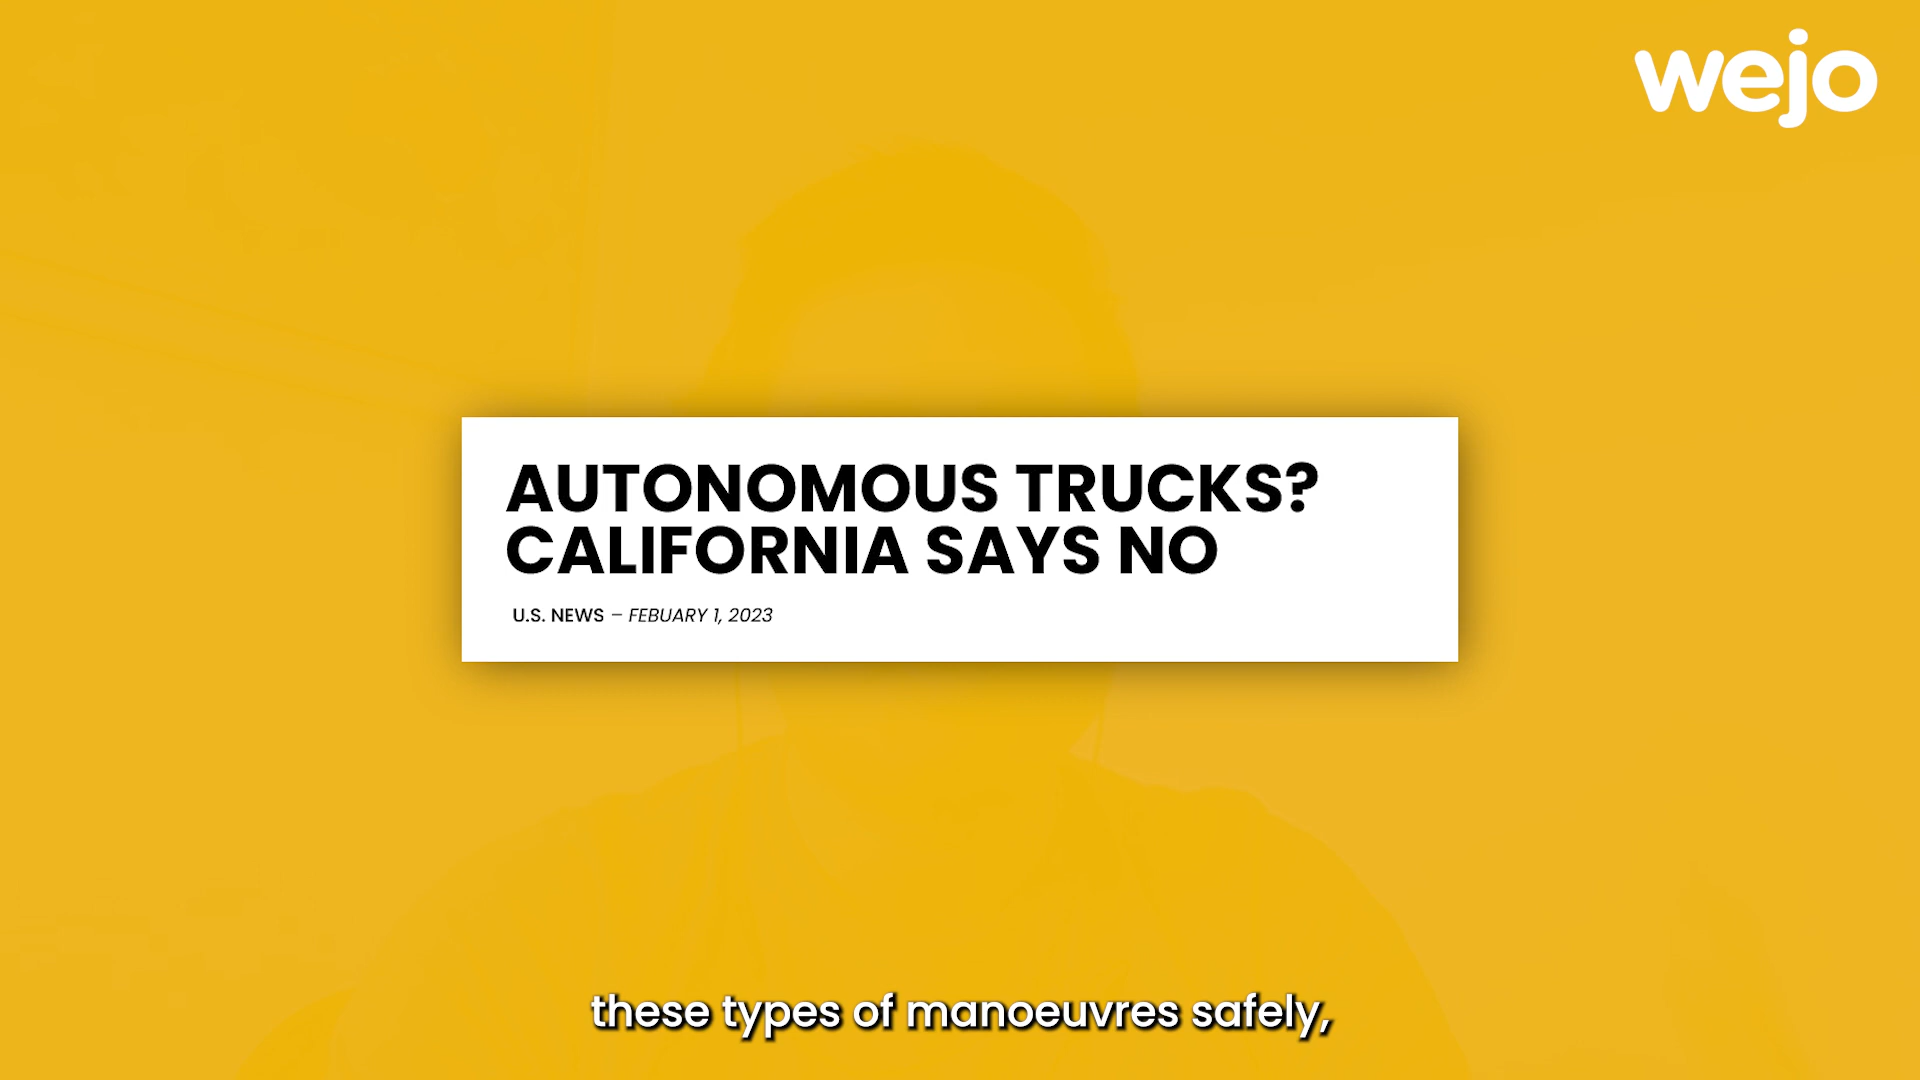 wejo
AUTONOMOUS TRUCKS?
CALIFORNIA SAYS NO
U.S. NEWS – FEBUARY 1, 2023
these types of manoeuvres safely,